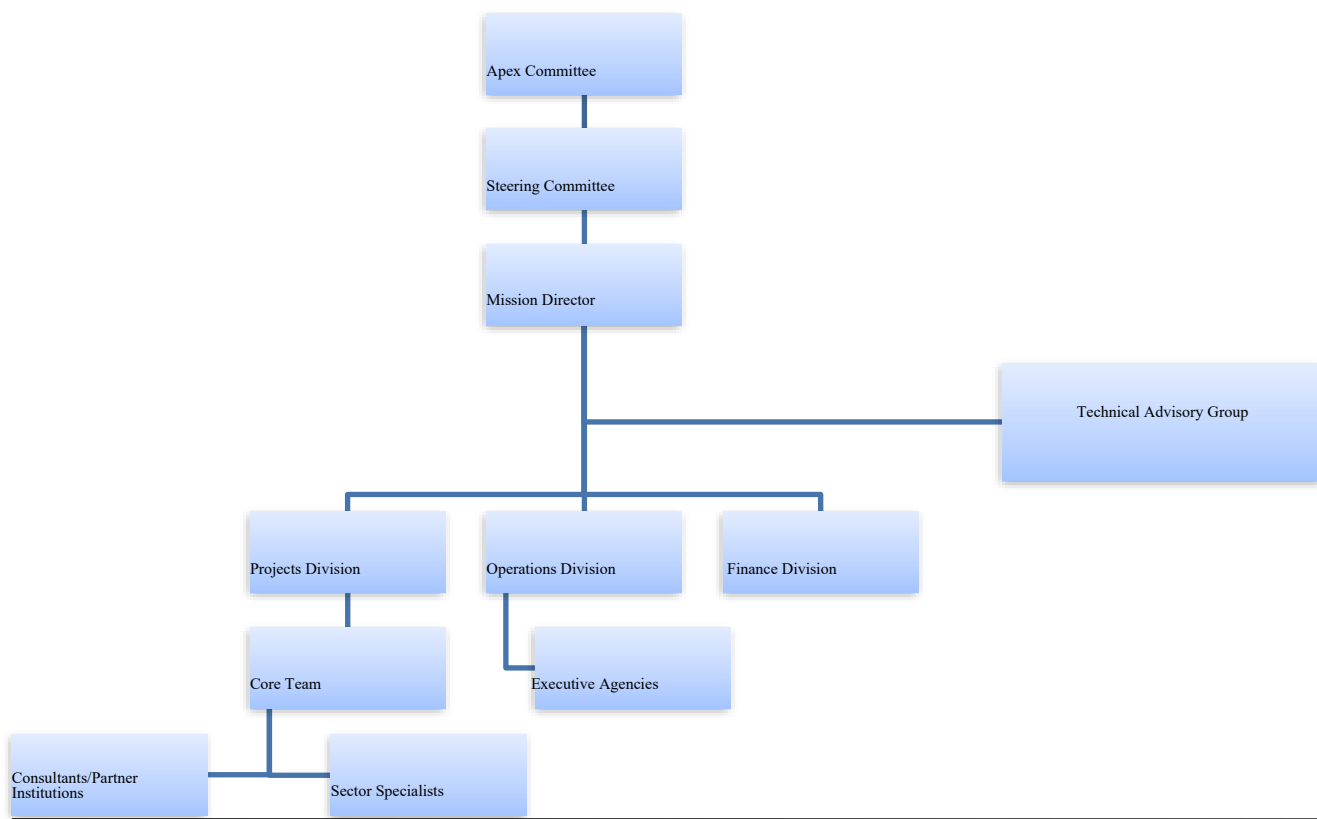 Apex Committee
Steering Committee
Mission Director
Technical Advisory Group
Projects Division
Operations Division
Finance Division
Core Team
Executive Agencies
Consultants/Partner
Institutions
Sector Specialists